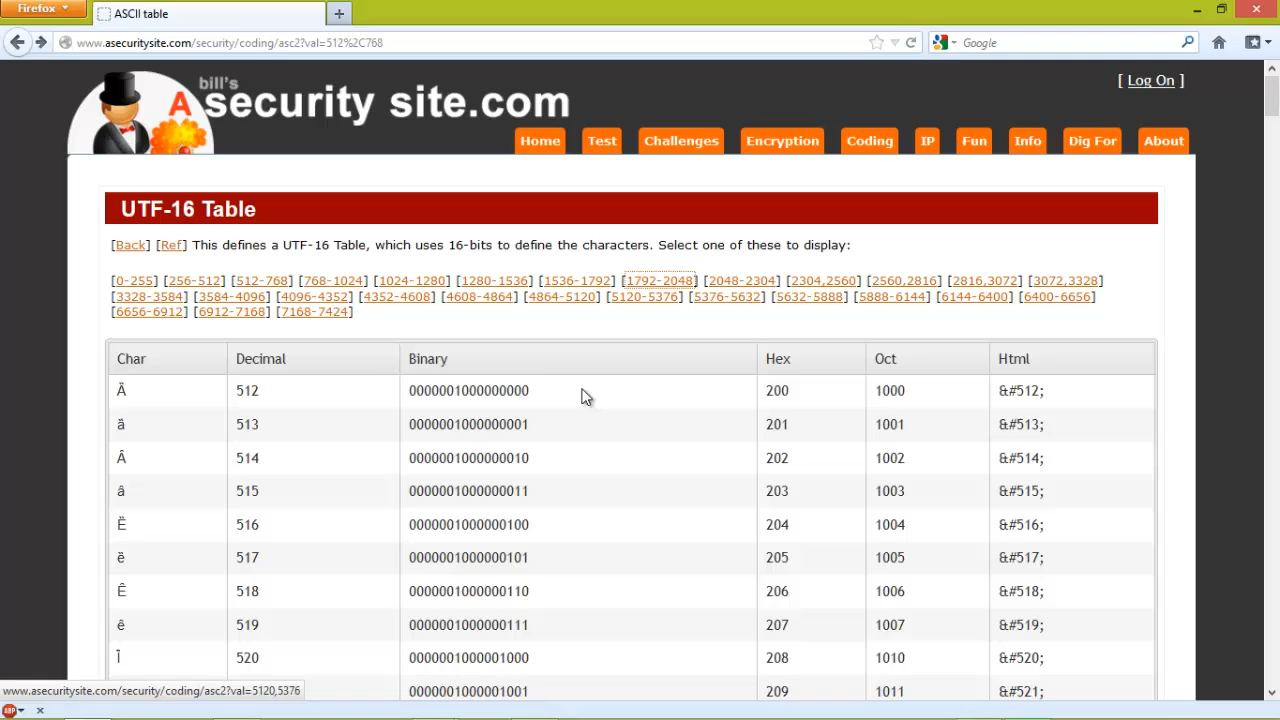 Firefox
ASCII table
www.asecuritysite.com/security/coding/asc2?val=512%2C768
Google
[ Log On ]
bill's
A security site.com
Home Test Challenges Encryption Coding IP Fun Info Dig For About
UTF-16 Table
[Back] [Ref] This defines a UTF-16 Table, which uses 16-bits to define the characters. Select one of these to display:
[0-255] [256-512] [512-768] [768-1024] [1024-1280] [1280-1536] [1536-1792] [1792-2048] [2048-2304] [2304,2560] [2560,2816] [2816,3072] [3072,3328]
[3328-3584] [3584-4096] [4096-4352] [4352-4608] [4608-4864] [4864-5120] [5120-5376] [5376-5632] [5632-5888] [5888-6144] [6144-6400] [6400-6656]
[6656-6912] [6912-7168] [7168-7424]
Char Decimal Binary Hex Oct Html
Ȁ 512 0000001000000000 200 1000 &#512;
ȁ 513 0000001000000001 201 1001 &#513;
Ȃ 514 0000001000000010 202 1002 &#514;
ȃ 515 0000001000000011 203 1003 &#515;
Ȅ 516 0000001000000100 204 1004 &#516;
ȅ 517 0000001000000101 205 1005 &#517;
Ȇ 518 0000001000000110 206 1006 &#518;
ȇ 519 0000001000000111 207 1007 &#519;
Ȉ 520 0000001000001000 208 1010 &#520;
0000001000001001 209 1011 &#521;
www.asecuritysite.com/security/coding/asc2?val=5120,5376
ABP